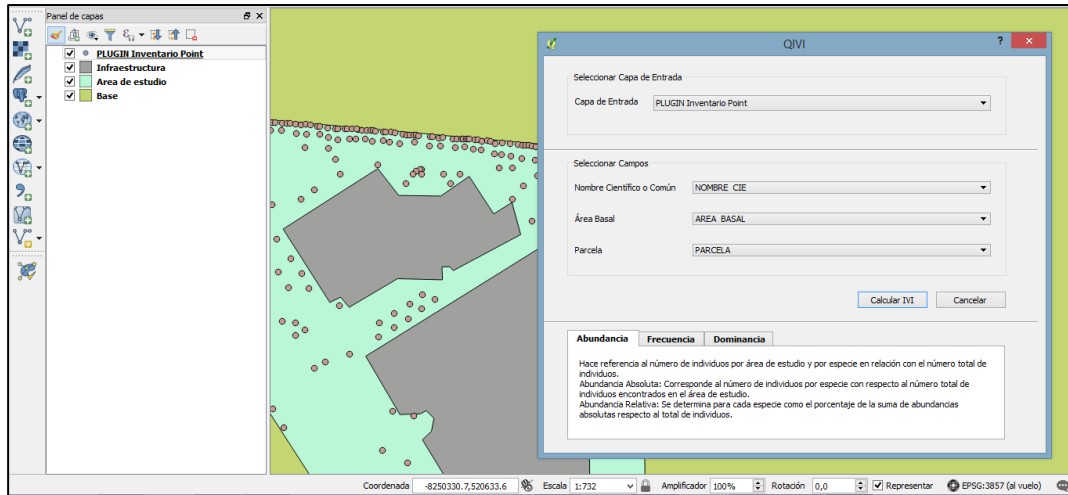 Panel de capas
PLUGIN Inventario Point
Infraestructura
Area de estudio
Base
QIVI
?
Seleccionar Capa de Entrada
Capa de Entrada PLUGIN Inventario Point
Seleccionar Campos
Nombre Científico o Común NOMBRE CIE
Área Basal AREA BASAL
Parcela PARCELA
Calcular IVI Cancelar
Abundancia Frecuencia Dominancia
Hace referencia al número de individuos por área de estudio y por especie en relación con el número total de
individuos.
Abundancia Absoluta: Corresponde al número de individuos por especie con respecto al número total de
individuos encontrados en el área de estudio.
Abundancia Relativa: Se determina para cada especie como el porcentaje de la suma de abundancias
absolutas respecto al total de individuos.
Coordenada -8250330.7,520633.6 Escala 1:732 Amplificador 100% Rotación 0,0 Representar EPSG:3857 (al vuelo)